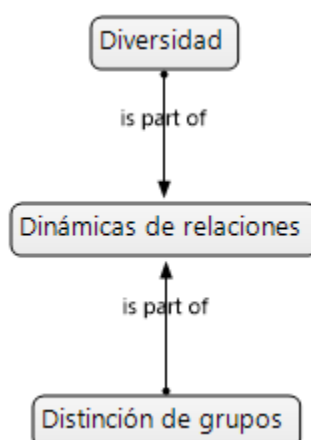 Diversidad
is part of
Dinámicas de relaciones
is part of
Distinción de grupos